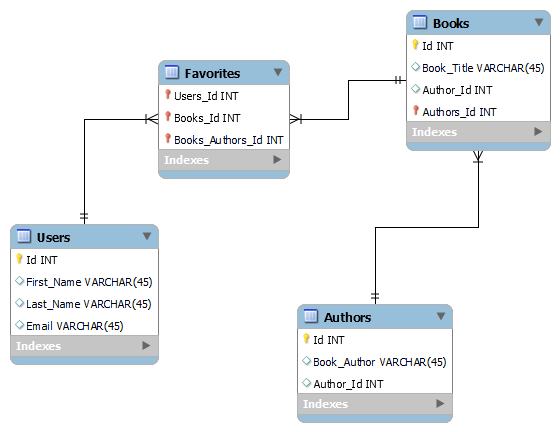 Books
Id INT
Book_Title VARCHAR(45)
Author_Id INT
Authors_Id INT
Indexes
Favorites
Users_Id INT
Books_Id INT
Books_Authors_Id INT
Indexes
Users
Id INT
First_Name VARCHAR(45)
Last_Name VARCHAR(45)
Email VARCHAR(45)
Indexes
Authors
Id INT
Book_Author VARCHAR(45)
Author_Id INT
Indexes